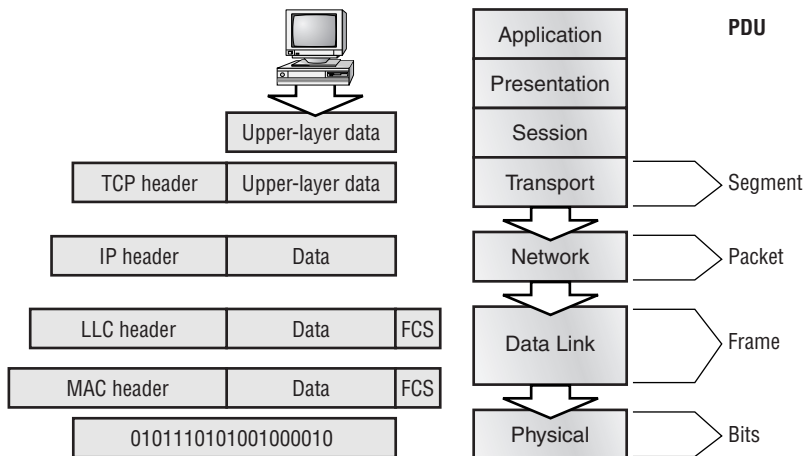 Application
PDU
Presentation
Upper-layer data
Session
TCP header
Upper-layer data
Transport
Segment
IP header
Data
Network
Packet
LLC header
Data
FCS
Data Link
Frame
MAC header
Data
FCS
0101110101001000010
Physical
Bits